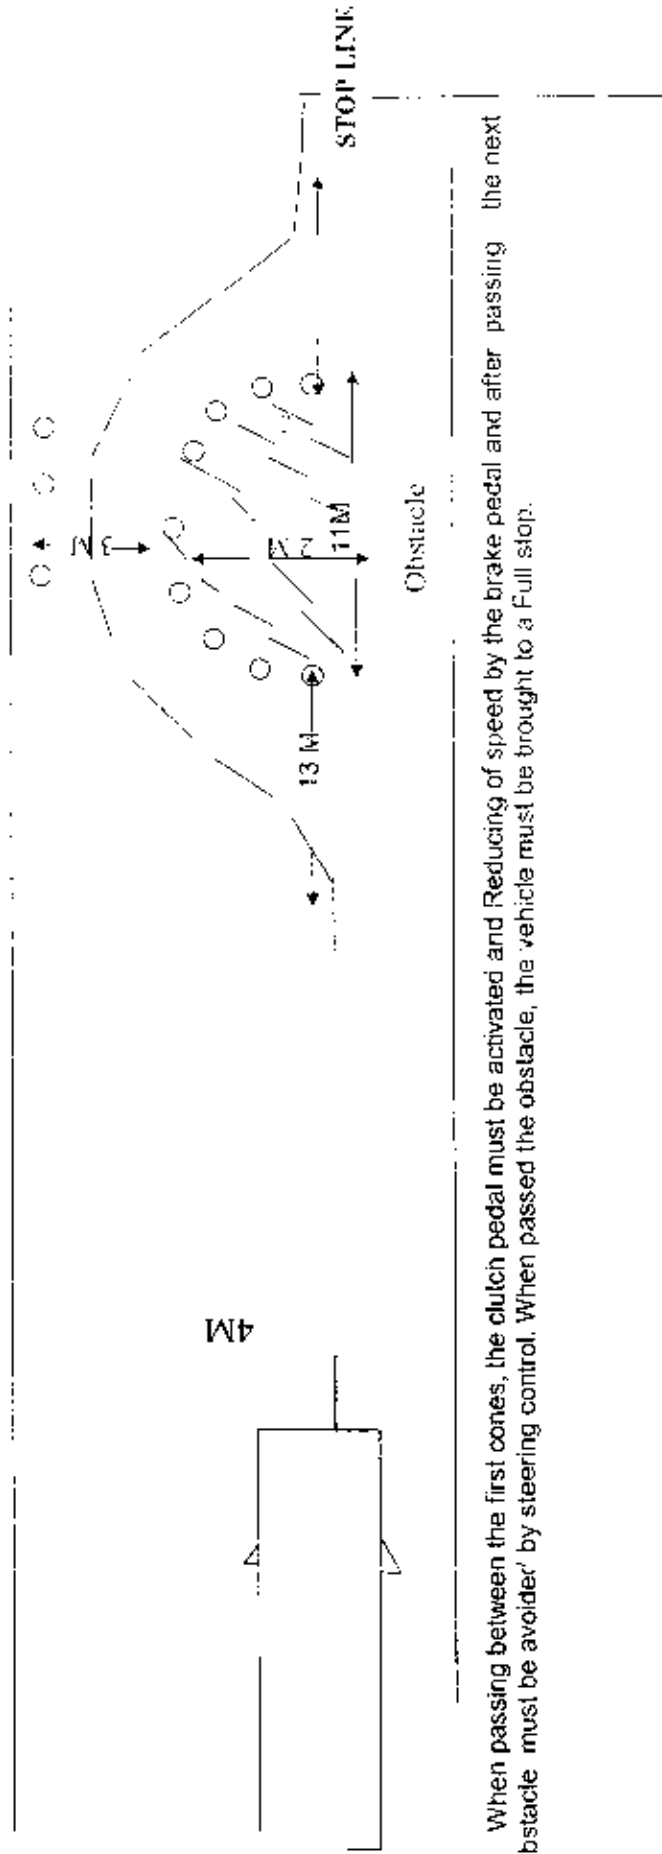 STOP LINE
3 M
2 M
11M
13 M
Obstacle
4M
When passing between the first cones, the clutch pedal must be activated and Reducing of speed by the brake pedal and after passing the next
bstacle must be avoider' by steering control. When passed the obstacle, the vehicle must be brought to a Full stop.